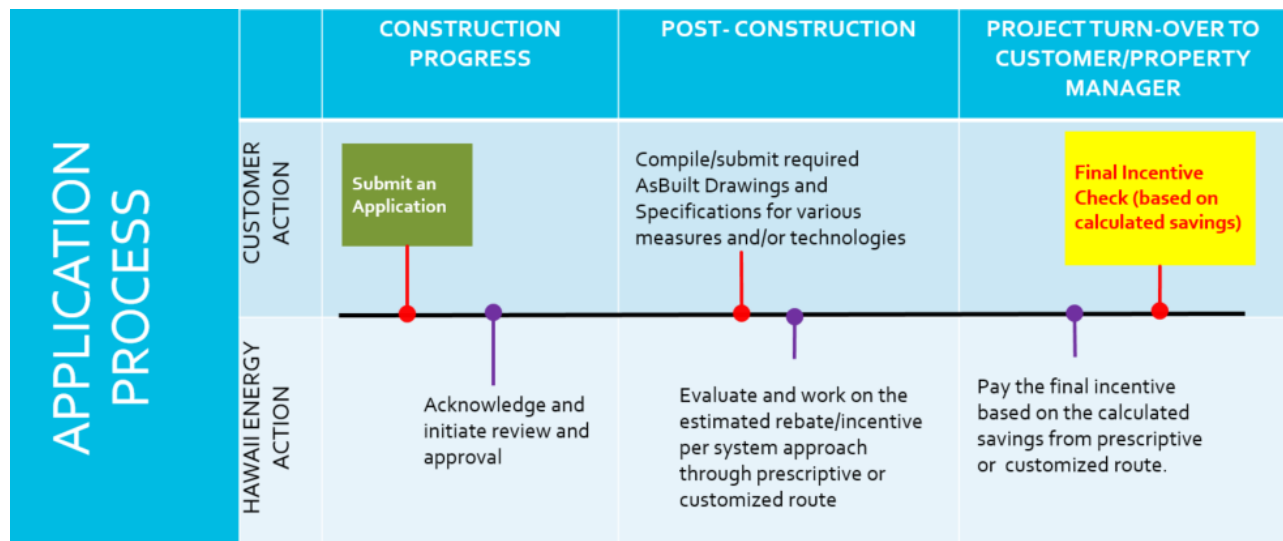 APPLICATION
PROCESS
CONSTRUCTION
PROGRESS
POST- CONSTRUCTION
PROJECT TURN-OVER TO
CUSTOMER/PROPERTY
MANAGER
CUSTOMER
ACTION
Submit an
Application
Compile/submit required
AsBuilt Drawings and
Specifications for various
measures and/or technologies
Final Incentive
Check (based on
calculated savings)
HAWAII ENERGY
ACTION
Acknowledge and
initiate review and
approval
Evaluate and work on the
estimated rebate/incentive
per system approach
through prescriptive or
customized route
Pay the final incentive
based on the calculated
savings from prescriptive
or customized route.